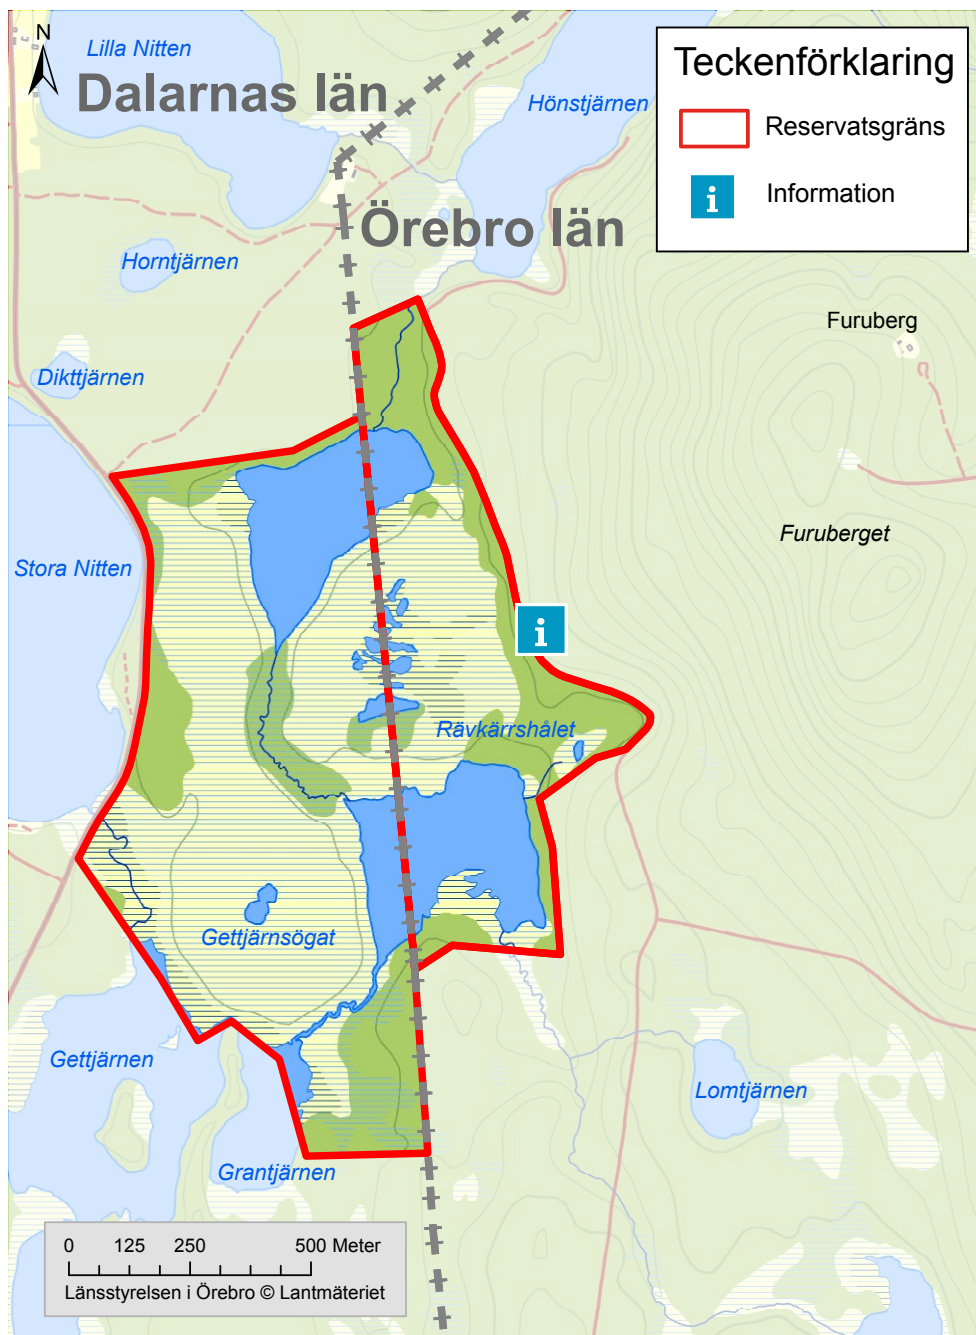 N
Lilla Nitten
Dalarnas län
Hönstjärnen
Teckenförklaring
Reservatsgräns
Information
Örebro län
Horntjärnen
Furuberg
Dikttjärnen
Furuberget
Stora Nitten
i
Rävkärrshålet
Gettjärnsögat
Gettjärnen
Lomtjärnen
Grantjärnen
0 125 250 500 Meter
Länsstyrelsen i Örebro © Lantmäteriet